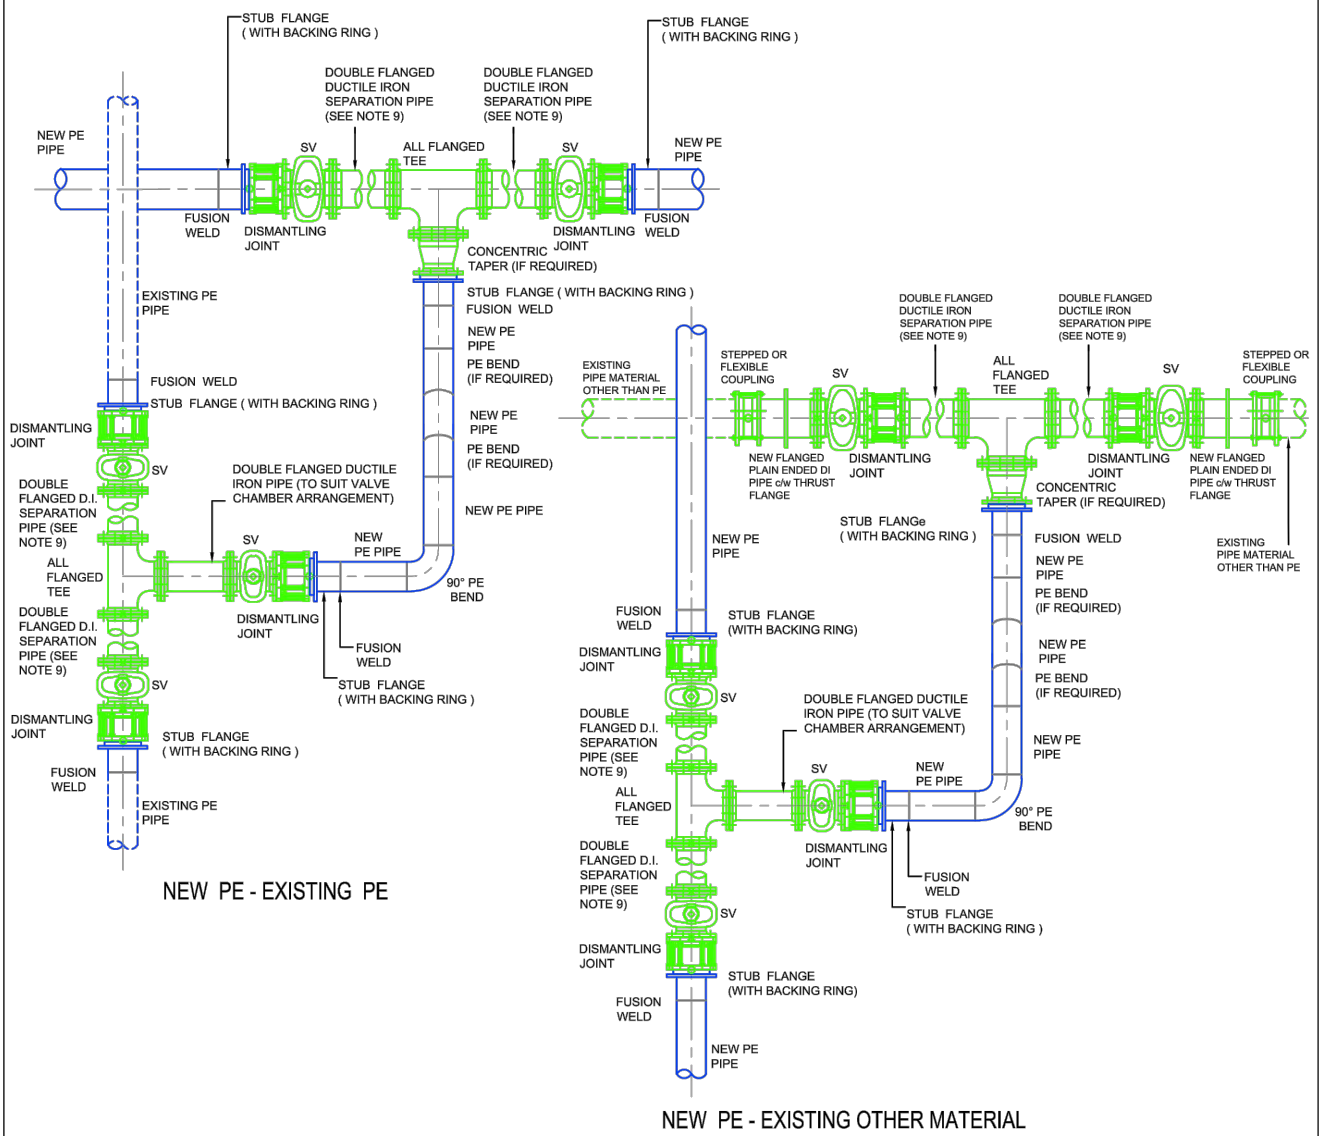 STUB FLANGE
( WITH BACKING RING )
STUB FLANGE
( WITH BACKING RING )
DOUBLE FLANGED
DUCTILE IRON
SEPARATION PIPE
(SEE NOTE 9)
DOUBLE FLANGED
DUCTILE IRON
SEPARATION PIPE
(SEE NOTE 9)
NEW PE
PIPE
SV
ALL FLANGED
TEE
SV
NEW PE
PIPE
FUSION
WELD
DISMANTLING
JOINT
DISMANTLING
JOINT
FUSION
WELD
CONCENTRIC
TAPER (IF REQUIRED)
EXISTING PE
PIPE
STUB FLANGE ( WITH BACKING RING )
FUSION WELD
NEW PE
PIPE
PE BEND
(IF REQUIRED)
FUSION WELD
STUB FLANGE ( WITH BACKING RING )
NEW PE
PIPE
DISMANTLING
JOINT
PE BEND
(IF REQUIRED)
SV
DOUBLE FLANGED DUCTILE
IRON PIPE (TO SUIT VALVE
CHAMBER ARRANGEMENT)
DOUBLE
FLANGED D.I.
SEPARATION
PIPE (SEE
NOTE 9)
NEW PE PIPE
SV
NEW
PE PIPE
ALL
FLANGED
TEE
90° PE
BEND
DOUBLE
FLANGED D.I.
SEPARATION
PIPE (SEE
NOTE 9)
DISMANTLING
JOINT
FUSION
WELD
SV
STUB FLANGE
( WITH BACKING RING )
DISMANTLING
JOINT
STUB FLANGE
( WITH BACKING RING )
FUSION
WELD
EXISTING PE
PIPE
NEW PE - EXISTING PE
DOUBLE FLANGED
DUCTILE IRON
SEPARATION PIPE
(SEE NOTE 9)
DOUBLE FLANGED
DUCTILE IRON
SEPARATION PIPE
(SEE NOTE 9)
EXISTING
PIPE MATERIAL
OTHER THAN PE
STEPPED OR
FLEXIBLE
COUPLING
SV
ALL
FLANGED
TEE
SV
STEPPED OR
FLEXIBLE
COUPLING
NEW FLANGED
PLAIN ENDED DI
PIPE c/w THRUST
FLANGE
DISMANTLING
JOINT
DISMANTLING
JOINT
NEW FLANGED
PLAIN ENDED DI
PIPE c/w THRUST
FLANGE
CONCENTRIC
TAPER (IF REQUIRED)
STUB FLANGe
( WITH BACKING RING )
EXISTING
PIPE MATERIAL
OTHER THAN PE
NEW PE
PIPE
FUSION WELD
NEW PE
PIPE
PE BEND
(IF REQUIRED)
FUSION
WELD
STUB FLANGE
(WITH BACKING RING)
DISMANTLING
JOINT
NEW PE
PIPE
PE BEND
(IF REQUIRED)
SV
DOUBLE FLANGED DUCTILE
IRON PIPE (TO SUIT VALVE
CHAMBER ARRANGEMENT)
DOUBLE
FLANGED D.I.
SEPARATION
PIPE (SEE
NOTE 9)
NEW PE
PIPE
SV
NEW
PE PIPE
ALL
FLANGED
TEE
90° PE
BEND
DOUBLE
FLANGED D.I.
SEPARATION
PIPE (SEE
NOTE 9)
DISMANTLING
JOINT
FUSION
WELD
SV
STUB FLANGE
( WITH BACKING RING )
DISMANTLING
JOINT
STUB FLANGE
(WITH BACKING RING)
FUSION
WELD
NEW PE
PIPE
NEW PE - EXISTING OTHER MATERIAL